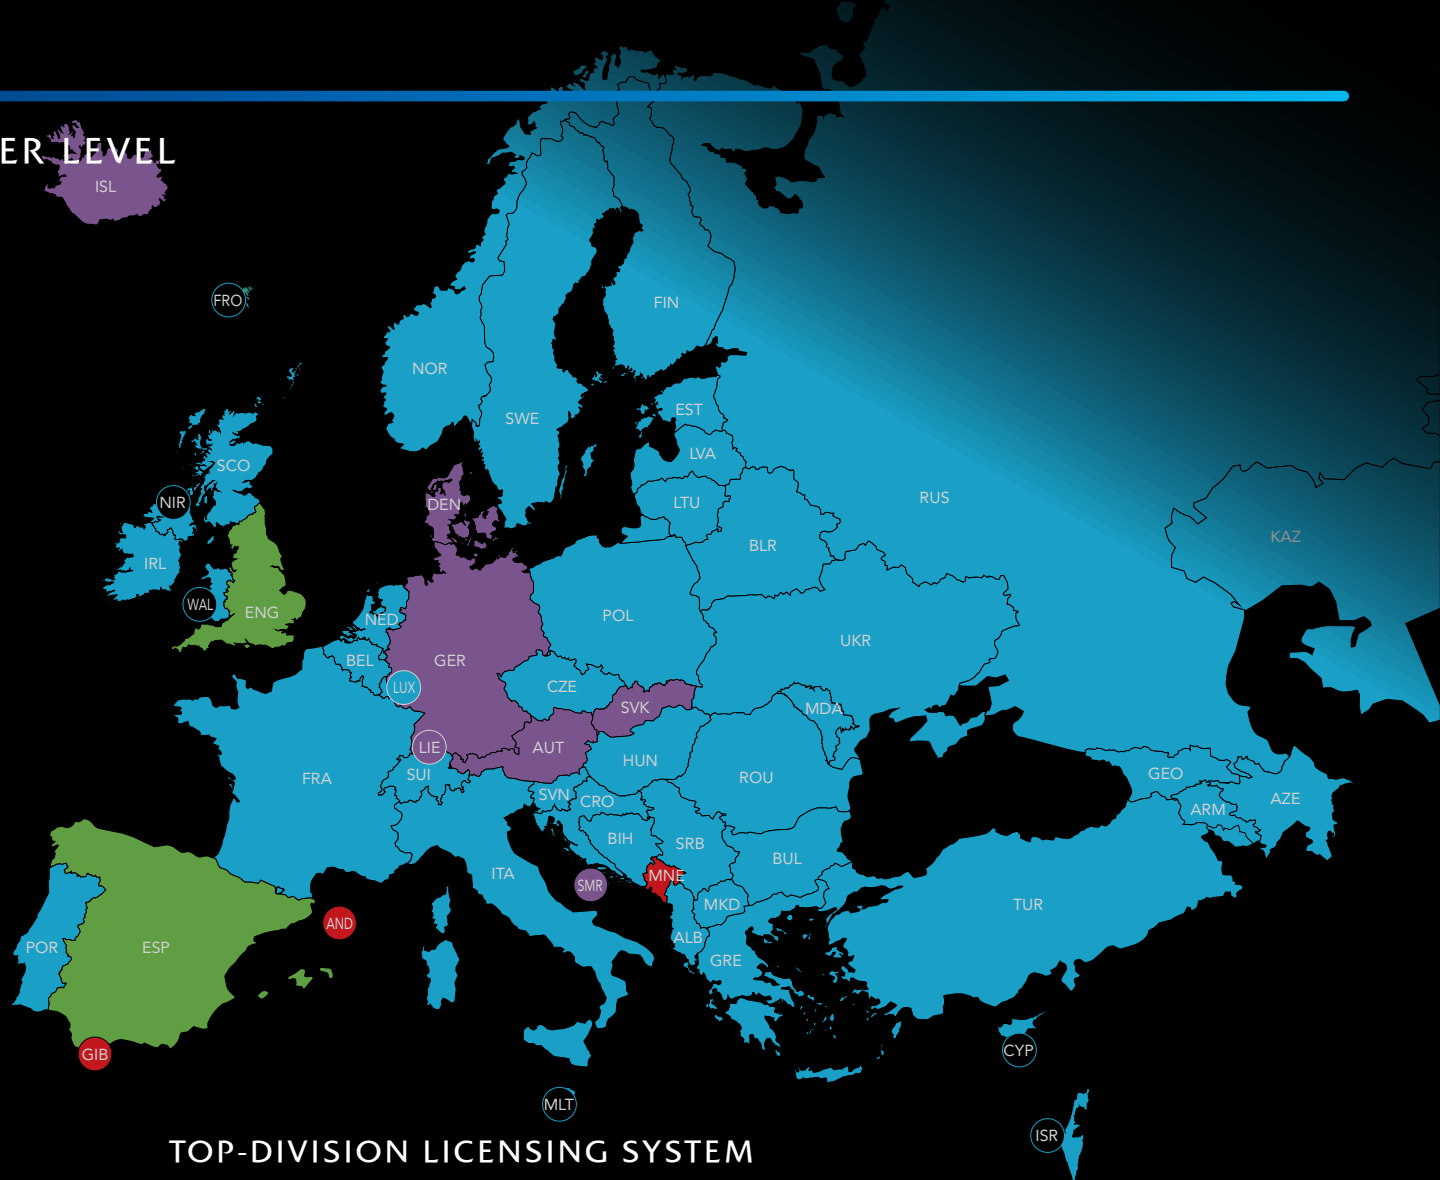 ER LEVEL
ISL
FRO
FIN
NOR
SWE
EST
LVA
SCO
RUS
NIR
DEN
LTU
KAZ
BLR
IRL
WAL
ENG
NED
POL
UKR
BEL
GER
LUX
CZE
SVK
MDA
LIE
AUT
HUN
SUI
FRA
ROU
GEO
SVN
CRO
AZE
ARM
BIH
SRB
BUL
ITA
MNE
SMR
MKD
TUR
AND
ALB
POR
ESP
GRE
GIB
CYP
MLT
ISR
TOP-DIVISION LICENSING SYSTEM